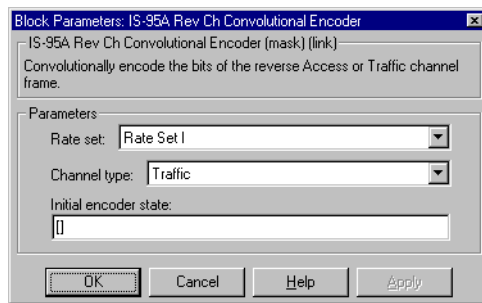 Block Parameters: IS-95A Rev Ch Convolutional Encoder
IS-95A Rev Ch Convolutional Encoder (mask) (link)
Convolutionally encode the bits of the reverse Access or Traffic channel
frame.
Parameters
Rate set: Rate Set I
Channel type: Traffic
Initial encoder state:
[]
OK Cancel Help Apply